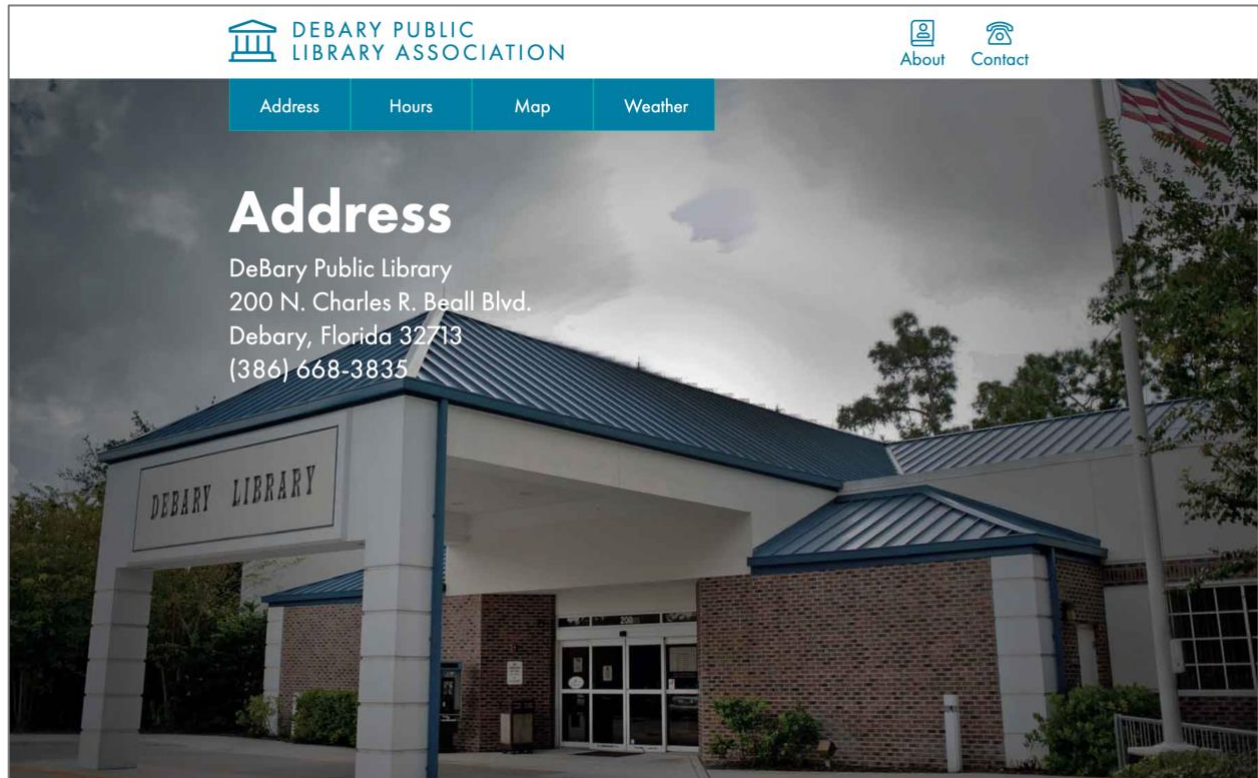 DEBARY PUBLIC
LIBRARY ASSOCIATION
About
Contact
Address
Hours
Map
Weather
Address
DeBary Public Library
200 N. Charles R. Beall Blvd.
Debary, Florida 32713
(386) 668-3835
DEBARY LIBRARY
200